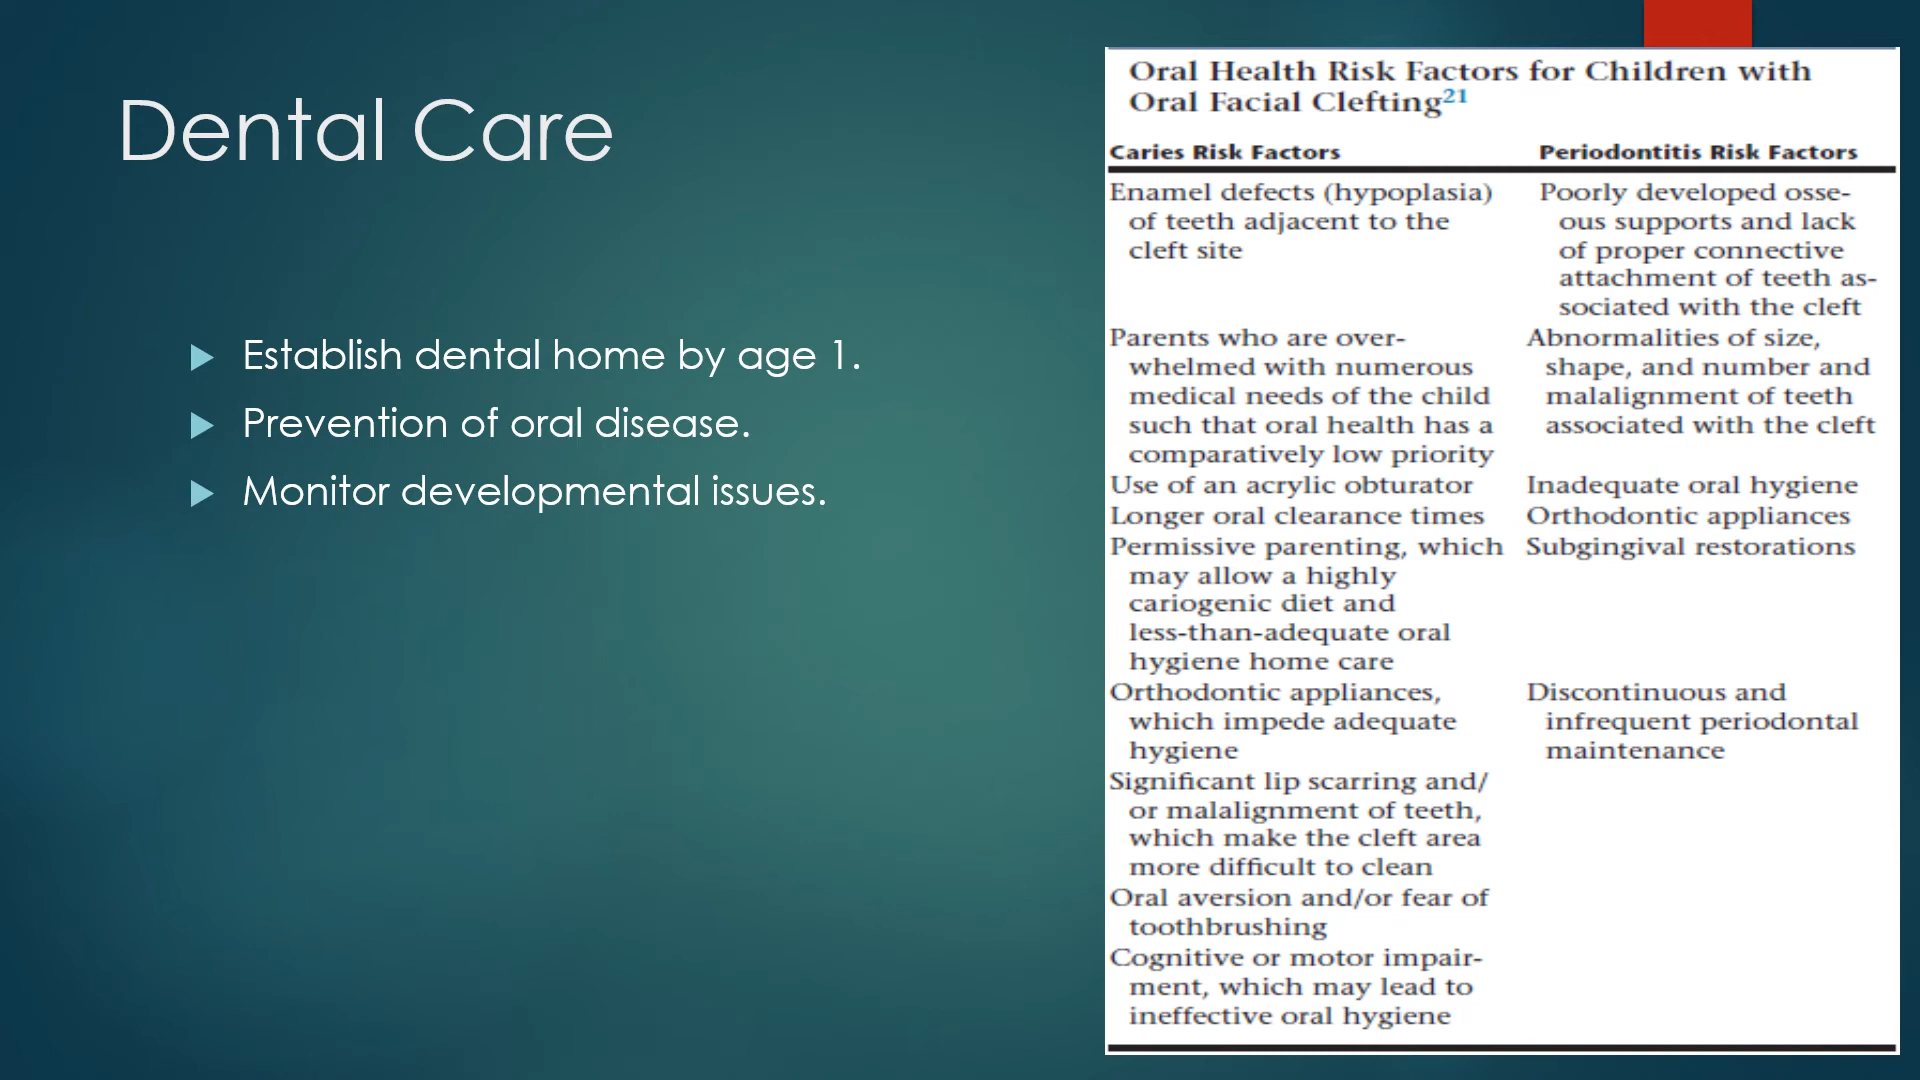 Dental Care
Establish dental home by age 1.
Prevention of oral disease.
Monitor developmental issues.
Oral Health Risk Factors for Children with
Oral Facial Clefting21
Caries Risk Factors
Enamel defects (hypoplasia)
of teeth adjacent to the
cleft site
Parents who are over-
whelmed with numerous
medical needs of the child
such that oral health has a
comparatively low priority
Use of an acrylic obturator
Longer oral clearance times
Permissive parenting, which
may allow a highly
cariogenic diet and
less-than-adequate oral
hygiene home care
Orthodontic appliances,
which impede adequate
hygiene
Significant lip scarring and/
or malalignment of teeth,
which make the cleft area
more difficult to clean
Oral aversion and/or fear of
toothbrushing
Cognitive or motor impair-
ment, which may lead to
ineffective oral hygiene
Periodontitis Risk Factors
Poorly developed osse-
ous supports and lack
of proper connective
attachment of teeth as-
sociated with the cleft
Abnormalities of size,
shape, and number and
malalignment of teeth
associated with the cleft
Inadequate oral hygiene
Orthodontic appliances
Subgingival restorations
Discontinuous and
infrequent periodontal
maintenance